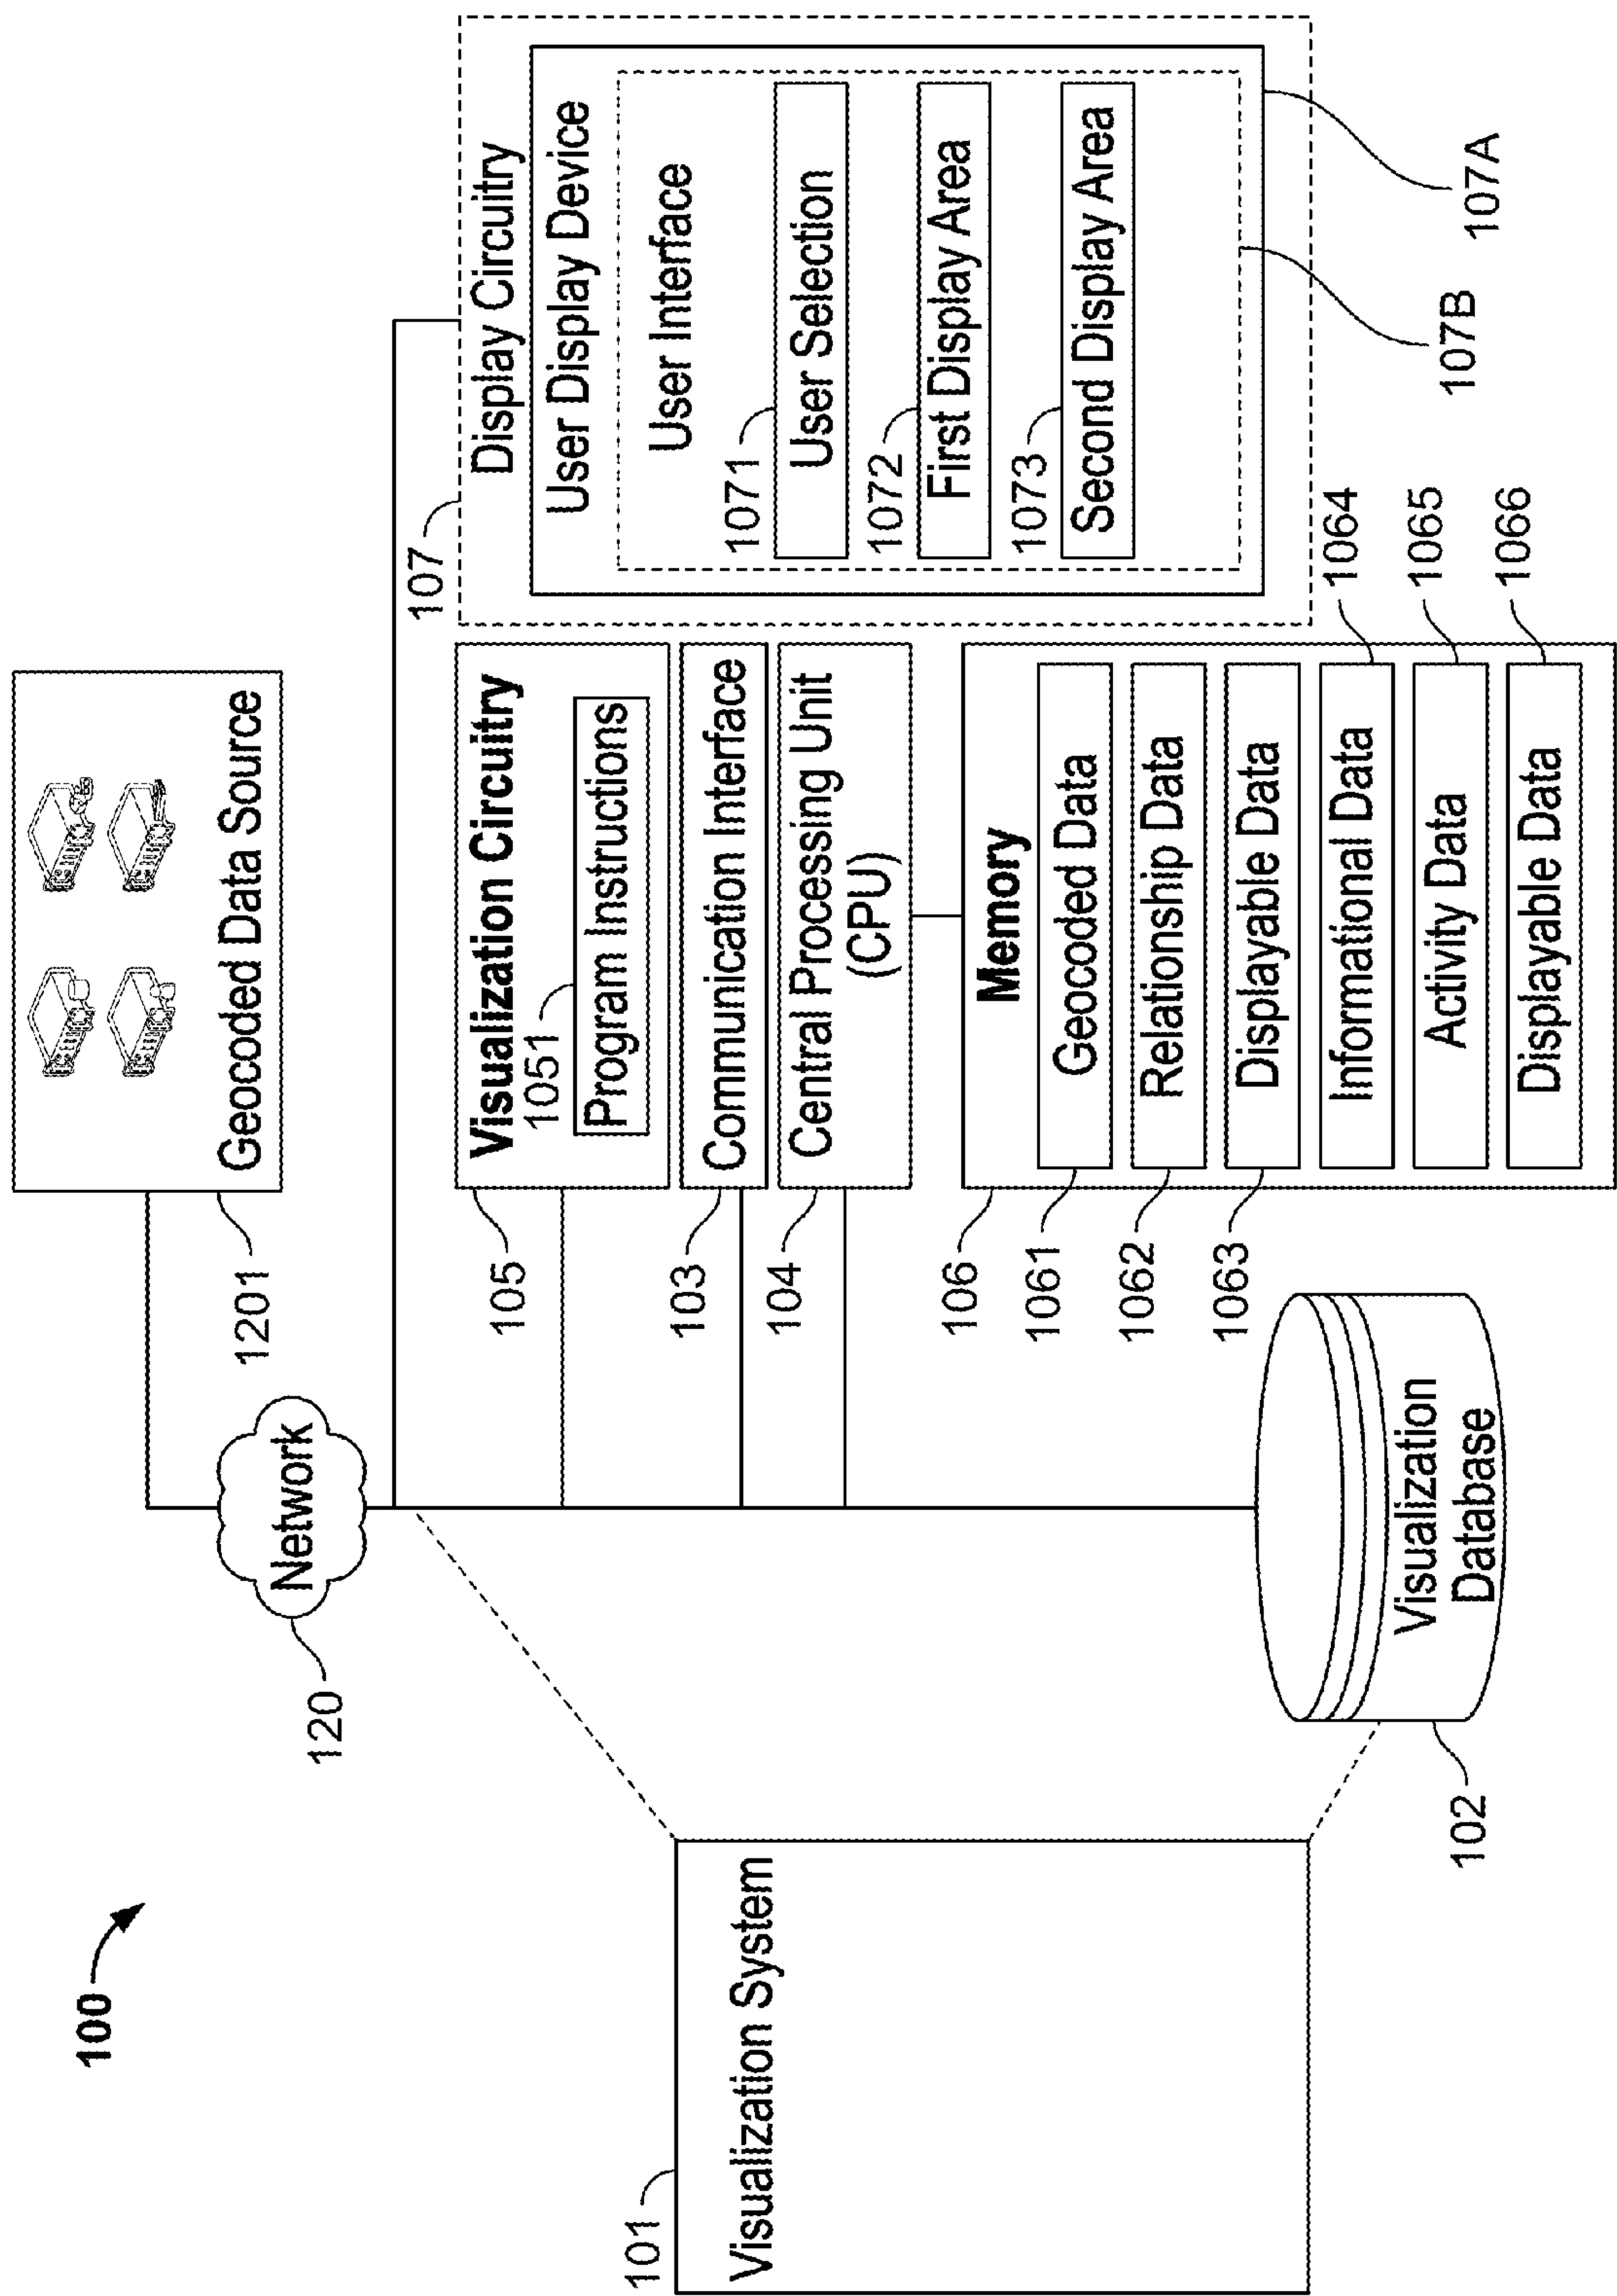 100
101
Visualization System
120
Network
1201
Geocoded Data Source
102
Visualization
Database
105
Visualization Circuitry
1051
Program Instructions
103
Communication Interface
104
Central Processing Unit
(CPU)
106
Memory
1061
Geocoded Data
1062
Relationship Data
1063
Displayable Data
Informational Data
1064
Activity Data
1065
Displayable Data
1066
107
Display Circuitry
User Display Device
User Interface
1071
User Selection
1072
First Display Area
1073
Second Display Area
107B
107A